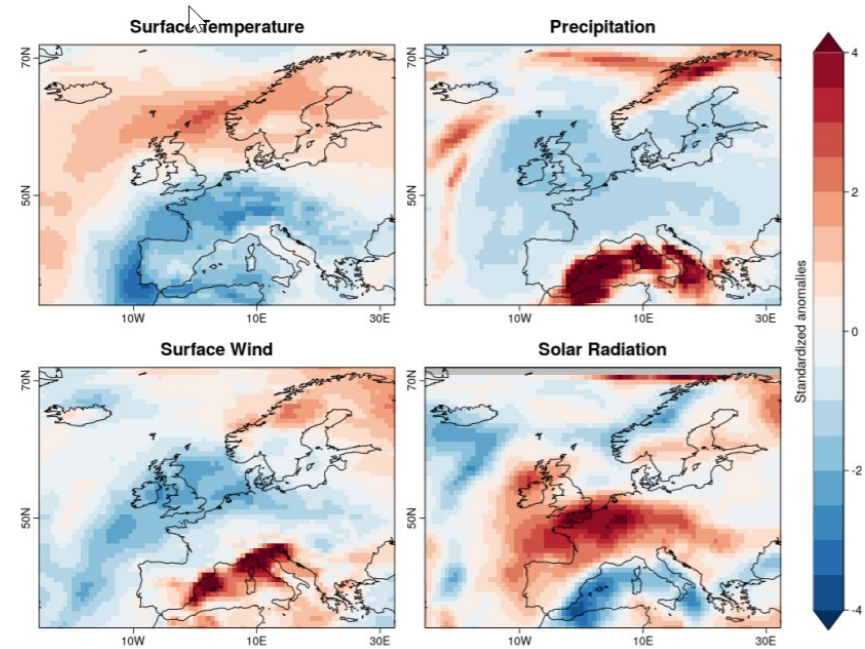 Surface Temperature
Precipitation
70N
50N
10W
10E
30E
70N
50N
10W
10E
30E
Surface Wind
Solar Radiation
70N
50N
10W
10E
30E
70N
50N
10W
10E
30E
4
2
0
-2
-4
Standardized anomalies